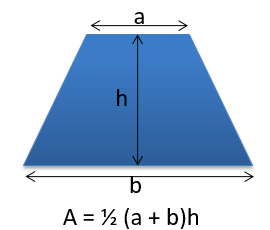 a
h
b
A = ½ (a + b)h